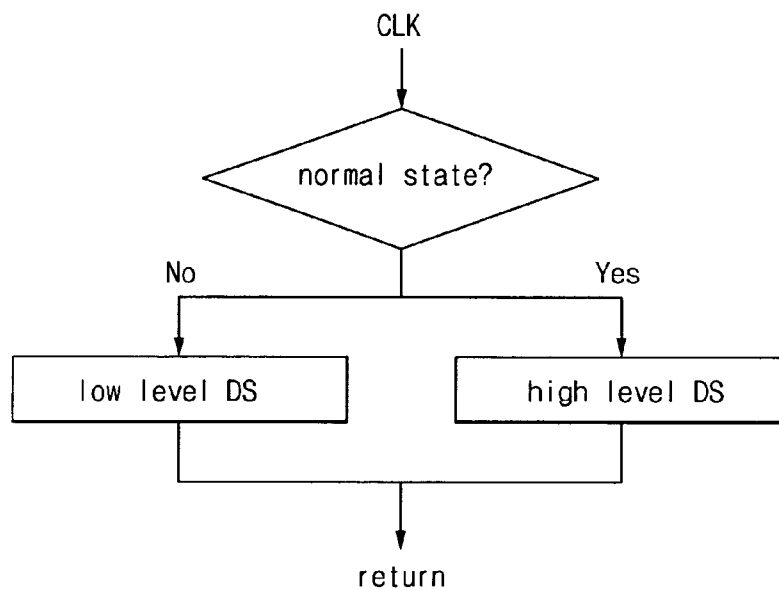 CLK
normal state?
No
Yes
low level DS
high level DS
return